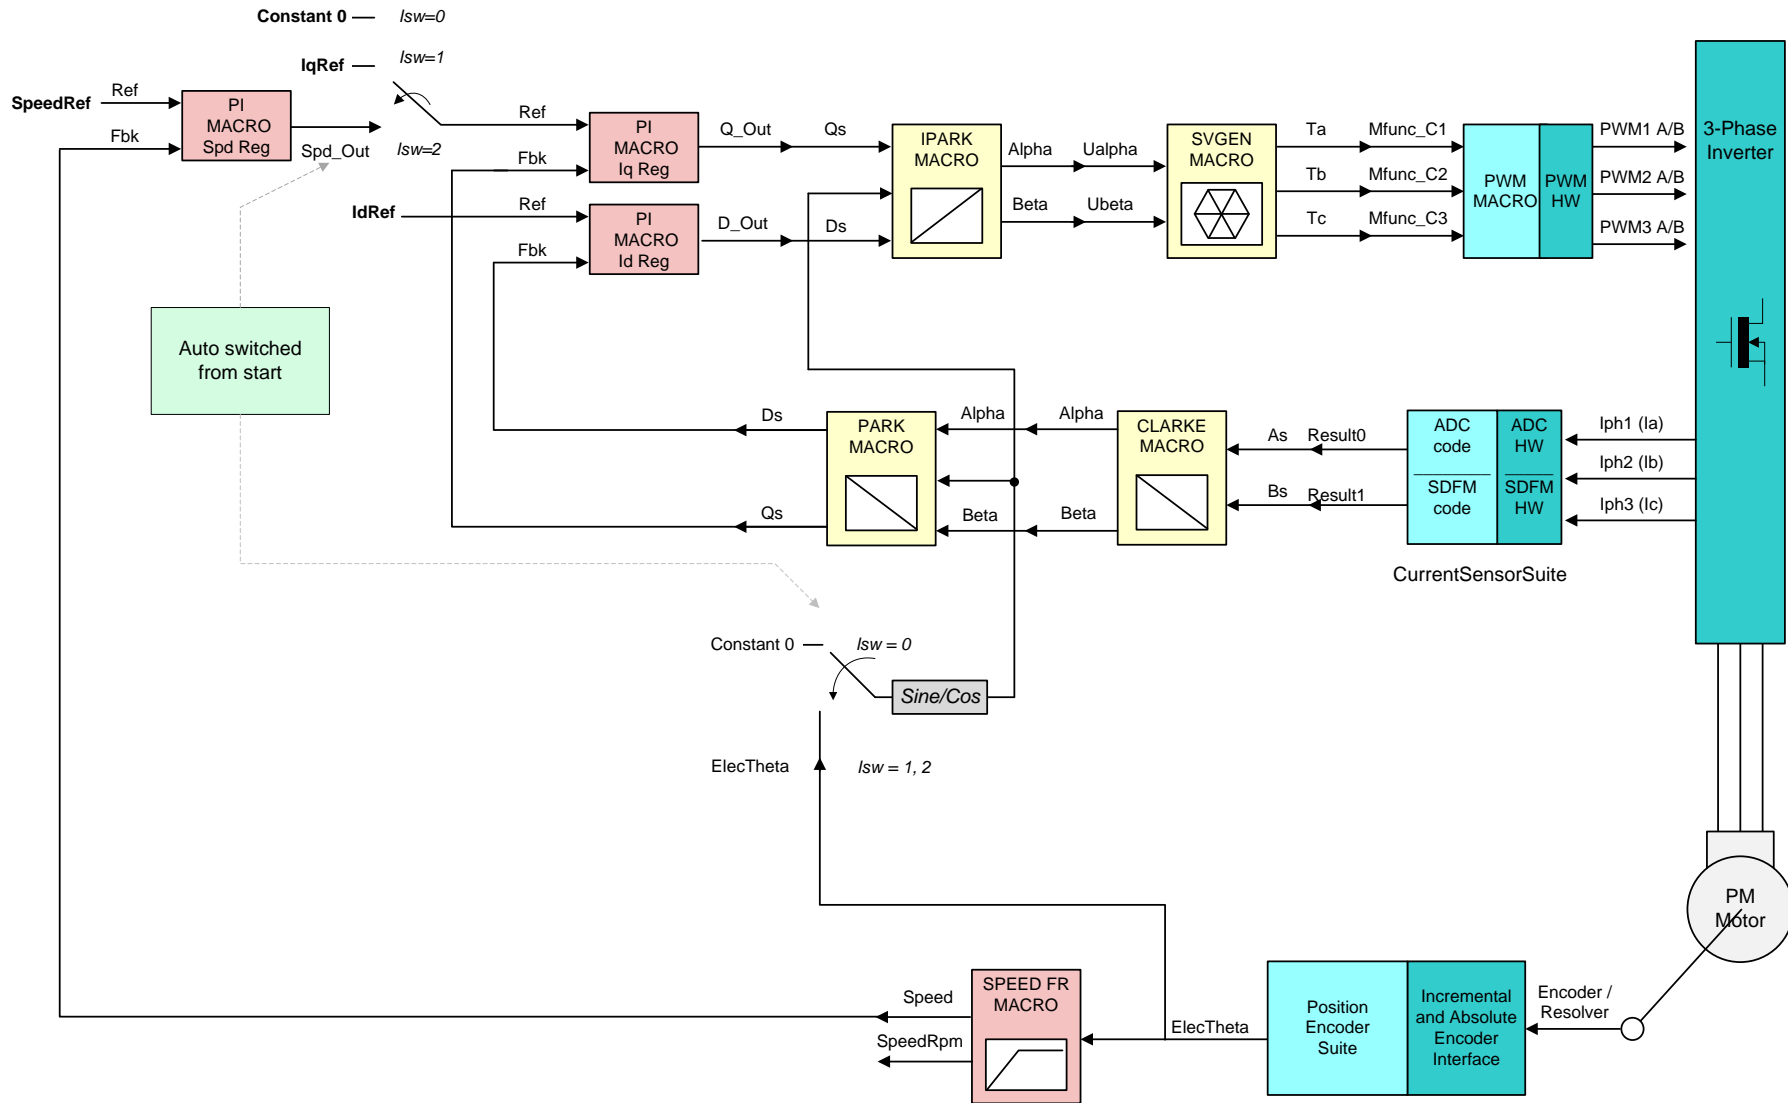 Constant 0
lsw=0
IqRef
lsw=1
SpeedRef
Ref
Fbk
PI
MACRO
Spd Reg
Spd_Out
lsw=2
Ref
Fbk
PI
MACRO
Iq Reg
IdRef
Ref
Fbk
PI
MACRO
Id Reg
Q_Out
Qs
D_Out
Ds
IPARK
MACRO
Alpha
Ualpha
Beta
Ubeta
SVGEN
MACRO
Ta
Mfunc_C1
Tb
Mfunc_C2
Tc
Mfunc_C3
PWM
MACRO
PWM
HW
PWM1 A/B
PWM2 A/B
PWM3 A/B
3-Phase
Inverter
Auto switched
from start
Ds
Qs
PARK
MACRO
Alpha
Alpha
Beta
Beta
CLARKE
MACRO
As
Result0
Bs
Result1
ADC
code
SDFM
code
ADC
HW
SDFM
HW
Iph1 (Ia)
Iph2 (Ib)
Iph3 (Ic)
CurrentSensorSuite
Constant 0
lsw = 0
Sine/Cos
ElecTheta
lsw = 1, 2
PM
Motor
Speed
SpeedRpm
SPEED FR
MACRO
ElecTheta
Position
Encoder
Suite
Incremental
and Absolute
Encoder
Interface
Encoder /
Resolver